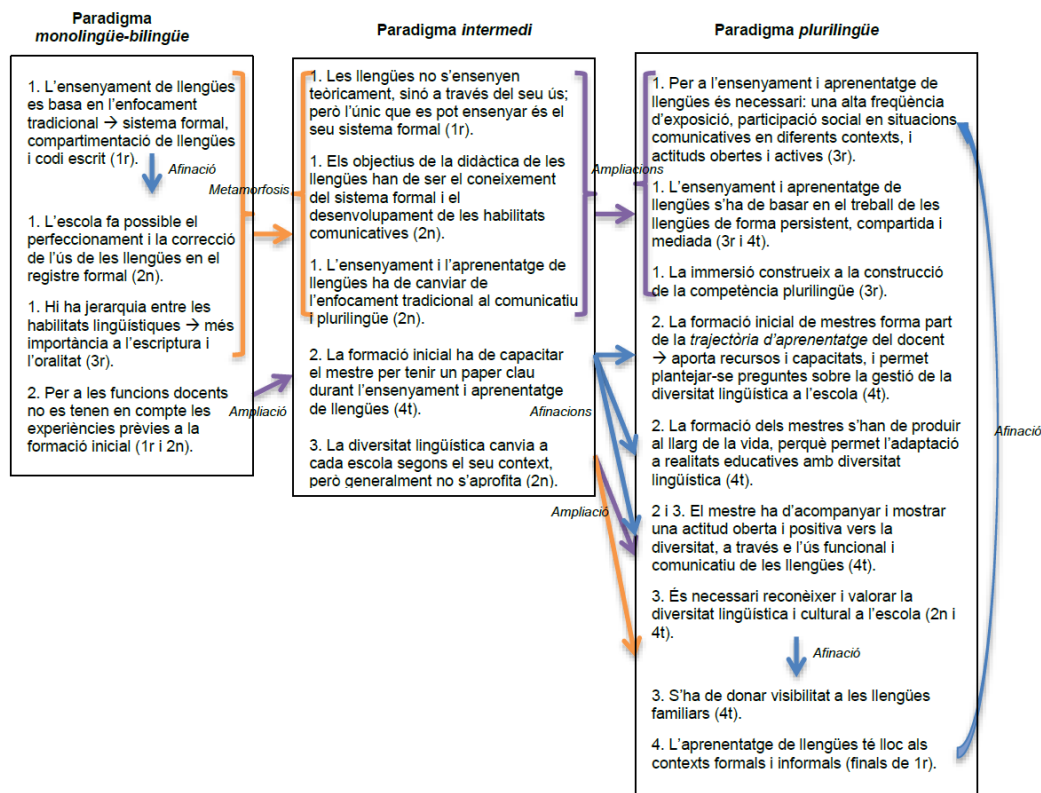 Paradigma
monolingüe-bilingüe
1. L'ensenyament de llengües
es basa en l'enfocament
tradicional → sistema formal,
compartimentació de llengües
i codi escrit (1r).
Afinació
1. L'escola fa possible el
perfeccionament i la correcció
de l'ús de les llengües en el
registre formal (2n).
1. Hi ha jerarquia entre les
habilitats lingüístiques → més
importància a l'escriptura i
l'oralitat (3r).
2. Per a les funcions docents
no es tenen en compte les
experiències prèvies a la
formació inicial (1r i 2n).
Metamorfosis
Ampliació
Paradigma intermedi
1. Les llengües no s'ensenyen
teòricament, sinó a través del seu ús;
però l'únic que es pot ensenyar és el
seu sistema formal (1r).
1. Els objectius de la didàctica de les
llengües han de ser el coneixement
del sistema formal i el
desenvolupament de les habilitats
comunicatives (2n).
1. L'ensenyament i l'aprenentatge de
llengües ha de canviar de
l'enfocament tradicional al comunicatiu
i plurilingüe (2n).
2. La formació inicial ha de capacitar
el mestre per tenir un paper clau
durant l'ensenyament i aprenentatge
de llengües (4t).
3. La diversitat lingüística canvia a
cada escola segons el seu context,
però generalment no s'aprofita (2n).
Ampliacions
Afinacions
Ampliació
Paradigma plurilingüe
1. Per a l'ensenyament i aprenentatge de
llengües és necessari: una alta freqüència
d'exposició, participació social en situacions
comunicatives en diferents contexts, i
actituds obertes i actives (3r).
1. L'ensenyament i aprenentatge de
llengües s'ha de basar en el treball de les
llengües de forma persistent, compartida i
mediada (3r i 4t).
1. La immersió construeix a la construcció
de la competència plurilingüe (3r).
2. La formació inicial de mestres forma part
de la trajectòria d'aprenentatge del docent
→ aporta recursos i capacitats, i permet
plantejar-se preguntes sobre la gestió de la
diversitat lingüística a l'escola (4t).
2. La formació dels mestres s'han de produir
al llarg de la vida, perquè permet l'adaptació
a realitats educatives amb diversitat
lingüística (4t).
2 i 3. El mestre ha d'acompanyar i mostrar
una actitud oberta i positiva vers la
diversitat, a través e l'ús funcional i
comunicatiu de les llengües (4t).
3. És necessari reconèixer i valorar la
diversitat lingüística i cultural a l'escola (2n i
4t).
Afinació
3. S'ha de donar visibilitat a les llengües
familiars (4t).
4. L'aprenentatge de llengües té lloc als
contexts formals i informals (finals de 1r).
Afinació